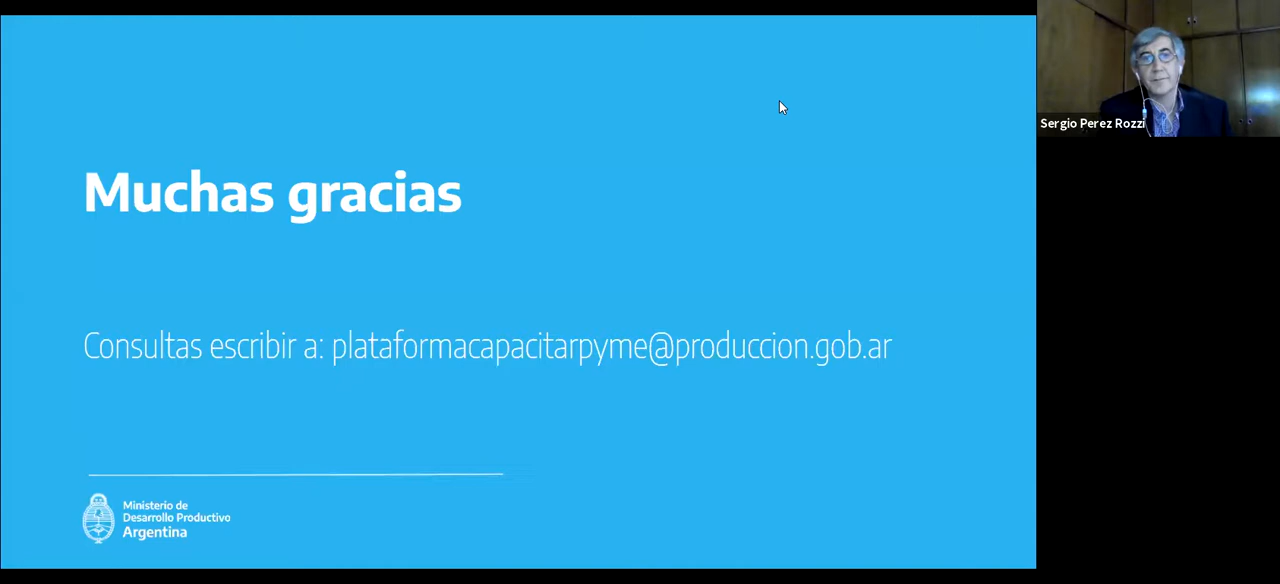 Muchas gracias
Consultas escribir a: plataformacapacitarpyme@produccion.gob.ar
Ministerio de
Desarrollo Productivo
Argentina
Sergio Perez Rozzi